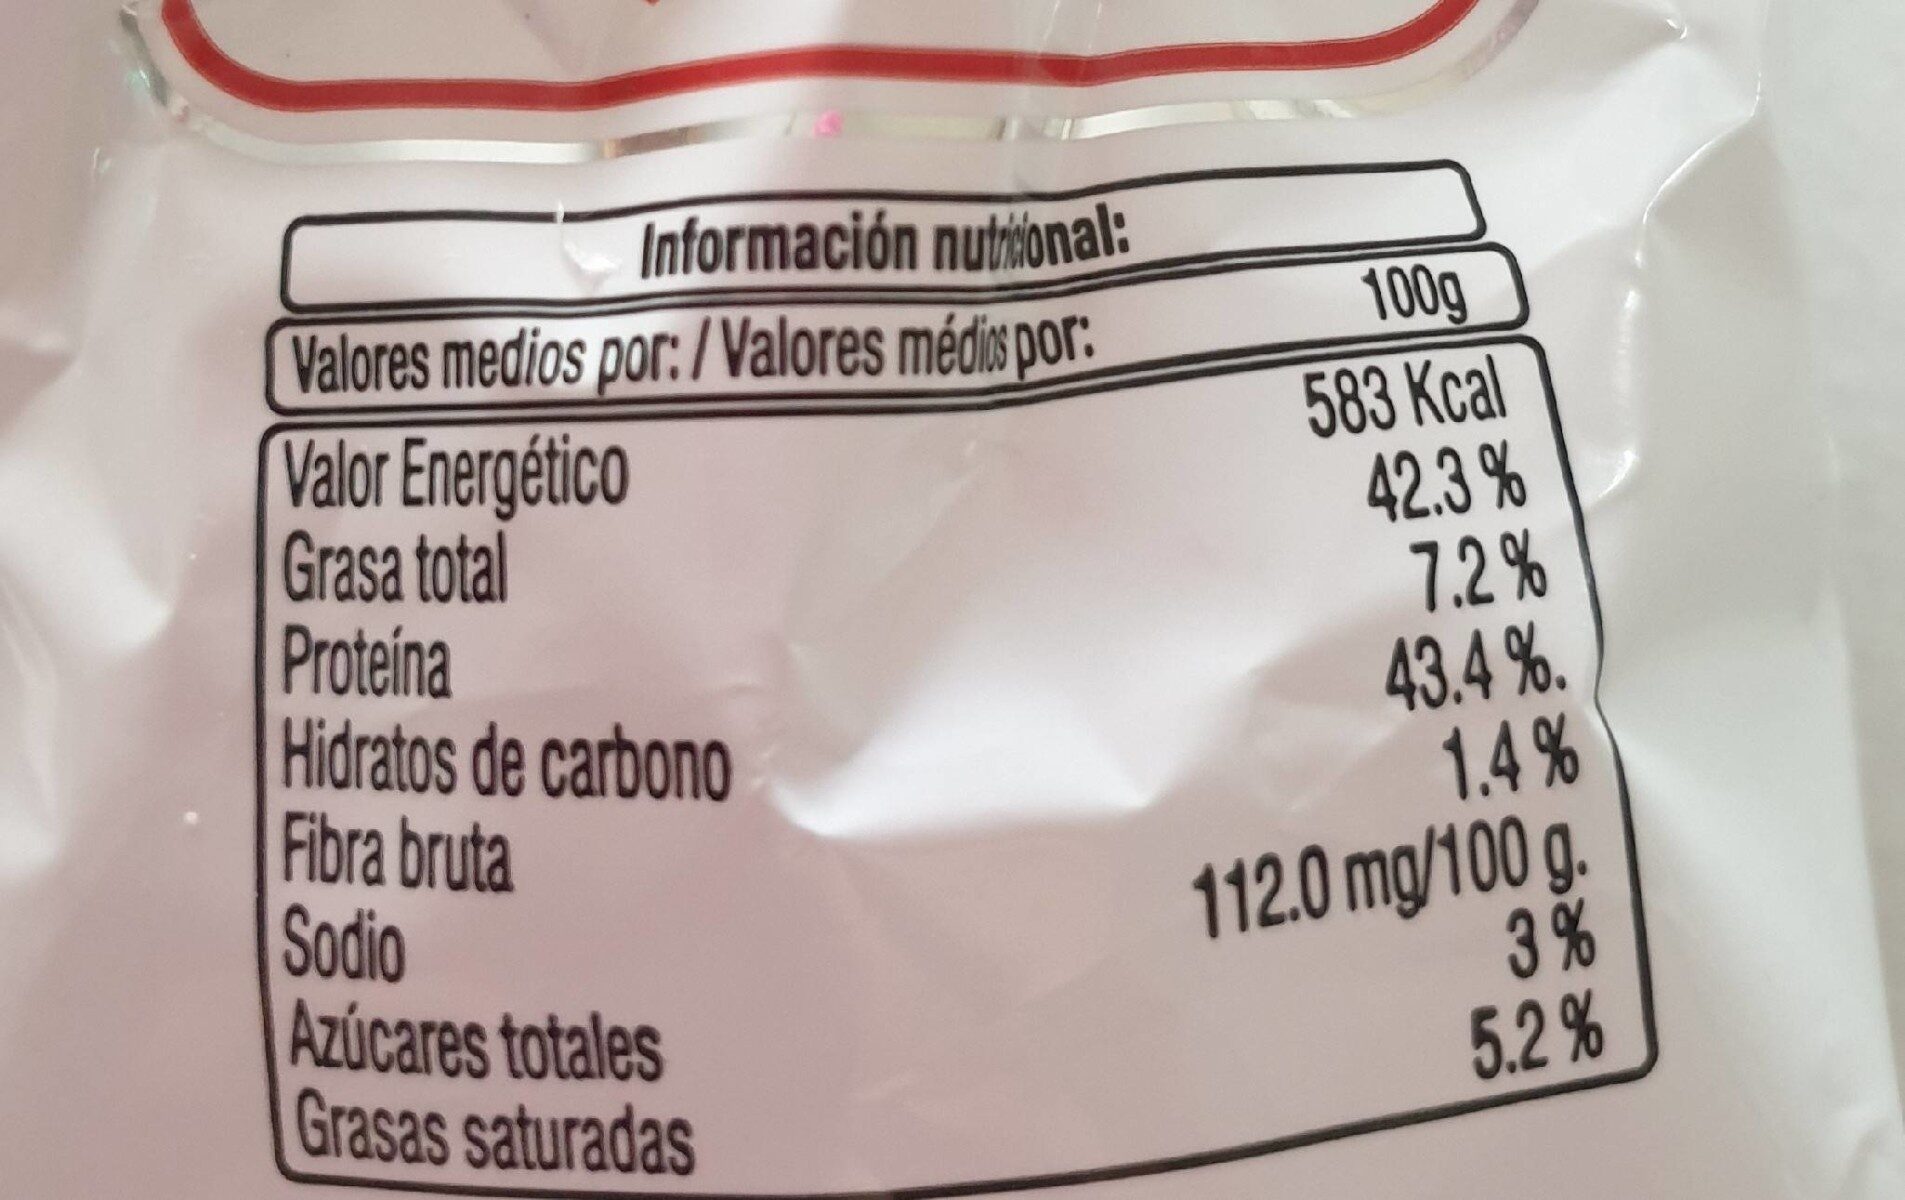 Información nutricional:
Valores medios por: / Valores médios por: 100g
Valor Energético 583 Kcal
Grasa total 42.3 %
Proteína 7.2 %
Hidratos de carbono 43.4 %.
Fibra bruta 1.4 %
Sodio 112.0 mg/100 g.
Azúcares totales 3 %
Grasas saturadas 5.2 %